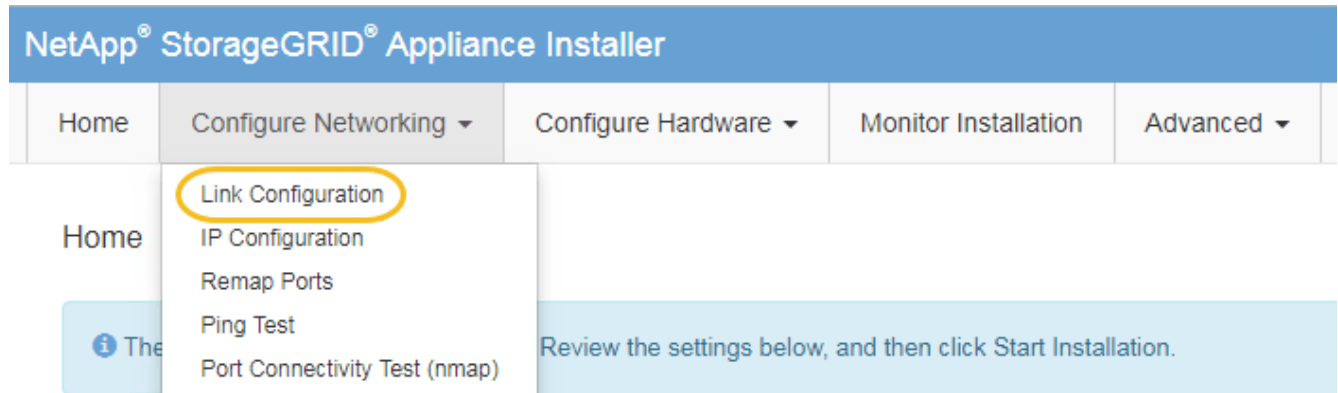 NetApp® StorageGRID® Appliance Installer
Home Configure Networking Configure Hardware Monitor Installation Advanced
Link Configuration
Home IP Configuration
Remap Ports
Ping Test
The Review the settings below, and then click Start Installation.
Port Connectivity Test (nmap)